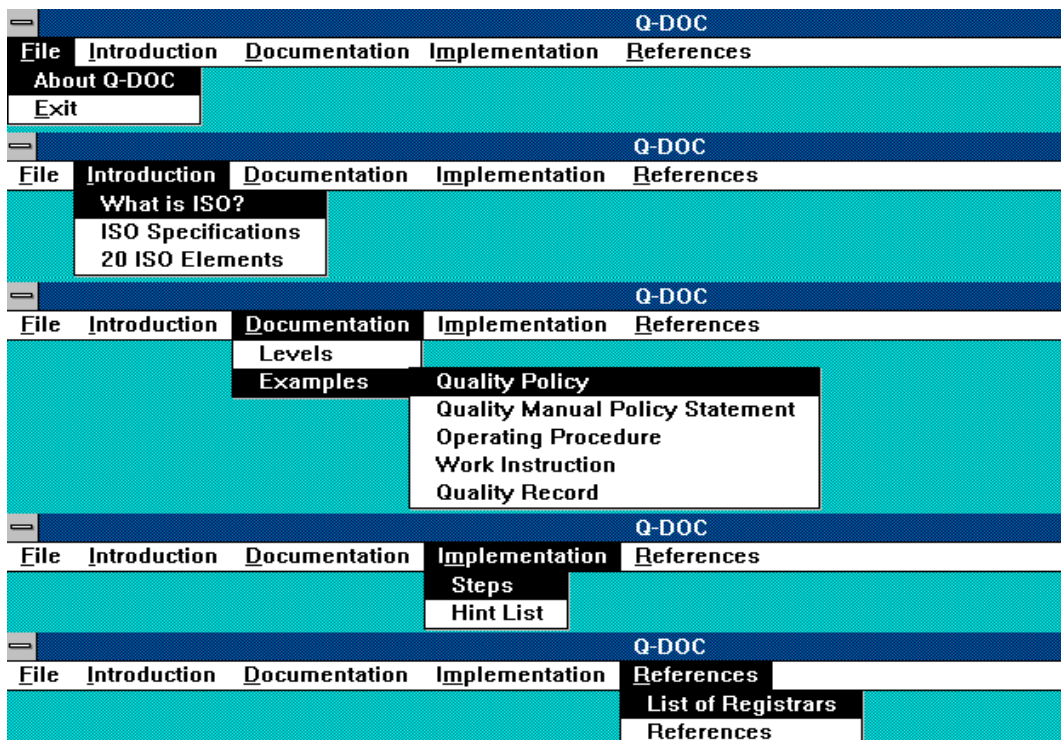 Q-DOC
File Introduction Documentation Implementation References
About Q-DOC
Exit
Q-DOC
File Introduction Documentation Implementation References
What is ISO?
ISO Specifications
20 ISO Elements
Q-DOC
File Introduction Documentation Implementation References
Levels
Examples Quality Policy
Quality Manual Policy Statement
Operating Procedure
Work Instruction
Quality Record
Q-DOC
File Introduction Documentation Implementation References
Steps
Hint List
Q-DOC
File Introduction Documentation Implementation References
List of Registrars
References